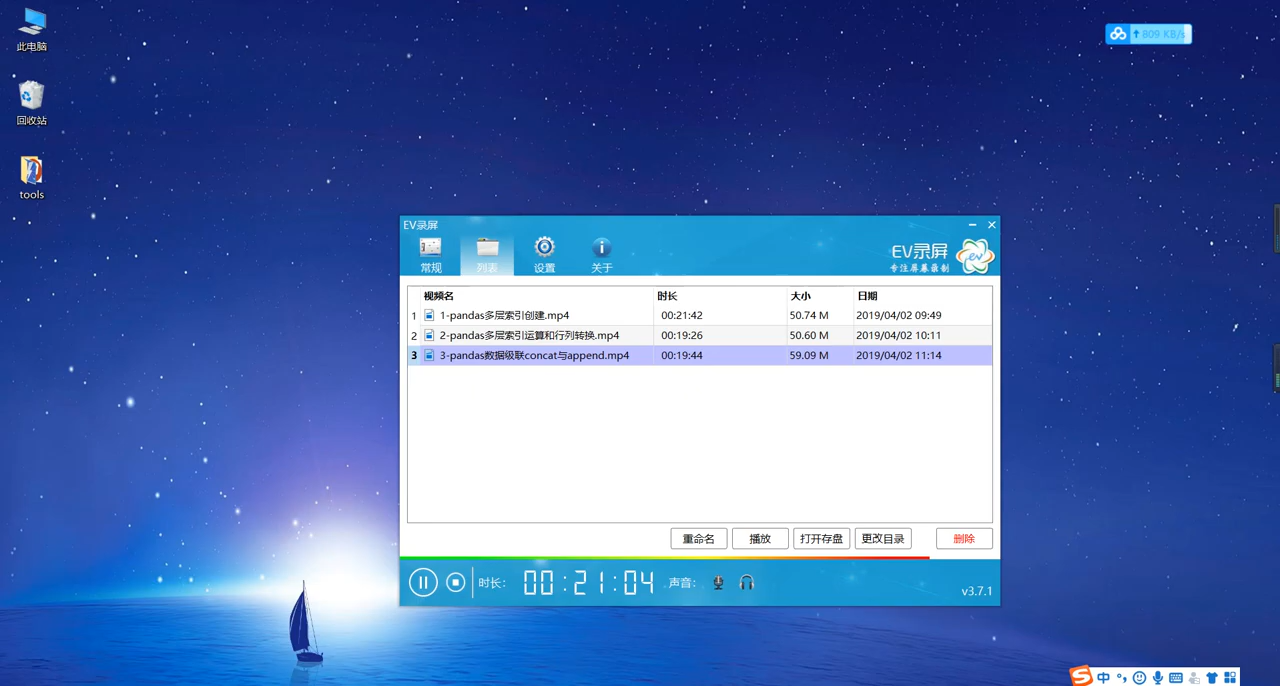 此电脑
回收站
tools
809 KB/s
EV录屏
常规
列表
设置
关于
EV录屏
专注屏幕录制
视频名 时长 大小 日期
1 1-pandas多层索引创建.mp4 00:21:42 50.74 M 2019/04/02 09:49
2 2-pandas多层索引运算和行列转换.mp4 00:19:26 50.60 M 2019/04/02 10:11
3 3-pandas数据级联concat与append.mp4 00:19:44 59.09 M 2019/04/02 11:14
重命名 播放 打开存盘 更改目录 删除
时长: 00:21:04 声音:
v3.7.1
中